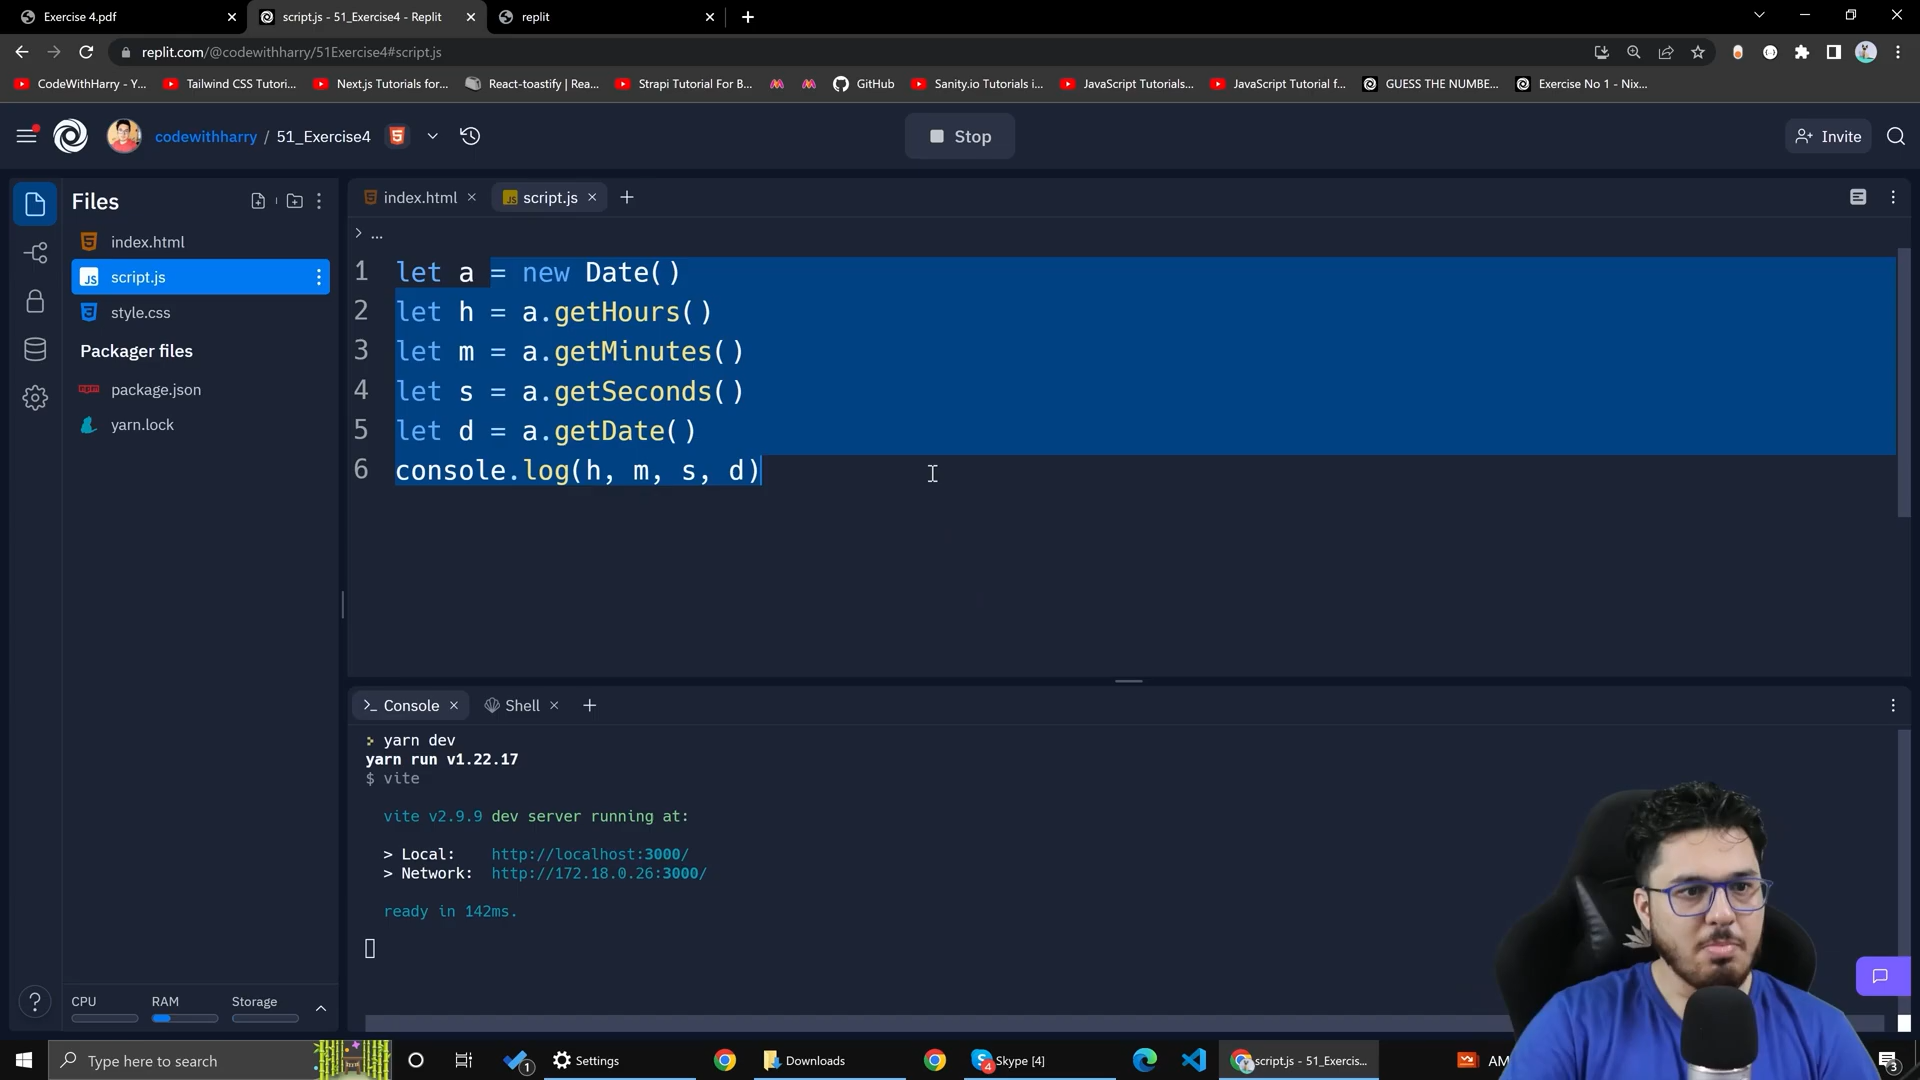 Exercise 4.pdf
script.js - 51_Exercise4 - Replit
replit
replit.com/@codewithharry/51Exercise4#script.js
CodeWithHarry - Y...
Tailwind CSS Tutori...
Next.js Tutorials for...
React-toastify | Rea...
Strapi Tutorial For B...
GitHub
Sanity.io Tutorials i...
JavaScript Tutorials...
JavaScript Tutorial f...
GUESS THE NUMBE...
Exercise No 1 - Nix...
codewithharry / 51_Exercise4
Stop
Invite
Files
index.html
script.js
style.css
Packager files
package.json
yarn.lock
index.html
script.js
> ...
1 let a = new Date()
2 let h = a.getHours()
3 let m = a.getMinutes()
4 let s = a.getSeconds()
5 let d = a.getDate()
6 console.log(h, m, s, d)
Console
Shell
yarn dev
yarn run v1.22.17
$ vite
vite v2.9.9 dev server running at:
> Local: http://localhost:3000/
> Network: http://172.18.0.26:3000/
ready in 142ms.
CPU
RAM
Storage
Type here to search
1
Settings
Downloads
4
Skype [4]
script.js - 51_Exercis...
AM
3